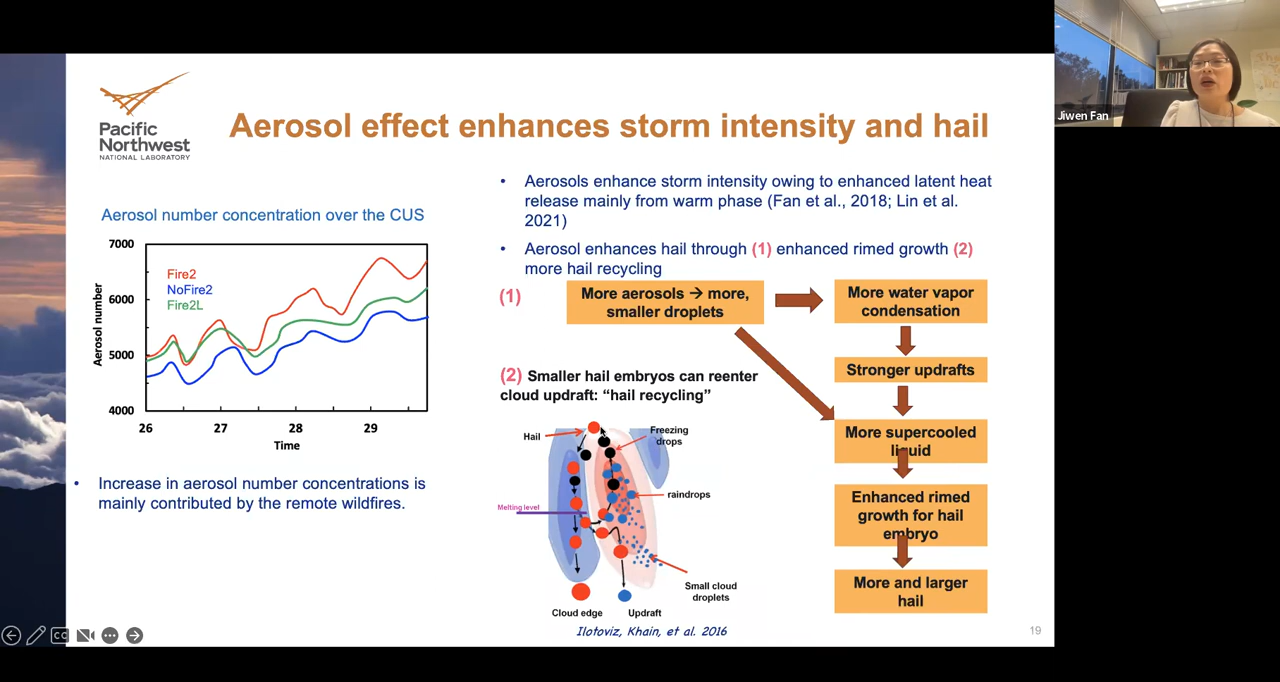 Jiwen Fan
Pacific
Northwest
NATIONAL LABORATORY
Aerosol effect enhances storm intensity and hail
Aerosol number concentration over the CUS
7000
6000
5000
4000
Aerosol number
Fire2
NoFire2
Fire2L
26
27
28
29
Time
• Increase in aerosol number concentrations is
mainly contributed by the remote wildfires.
• Aerosols enhance storm intensity owing to enhanced latent heat
release mainly from warm phase (Fan et al., 2018; Lin et al.
2021)
• Aerosol enhances hail through (1) enhanced rimed growth (2)
more hail recycling
(1)
More aerosols → more,
smaller droplets
More water vapor
condensation
Stronger updrafts
More supercooled
liquid
Enhanced rimed
growth for hail
embryo
More and larger
hail
(2) Smaller hail embryos can reenter
cloud updraft: “hail recycling”
Hail
Freezing
drops
raindrops
Melting level
Small cloud
droplets
Cloud edge
Updraft
Ilotoviz, Khain, et al. 2016
19
CC